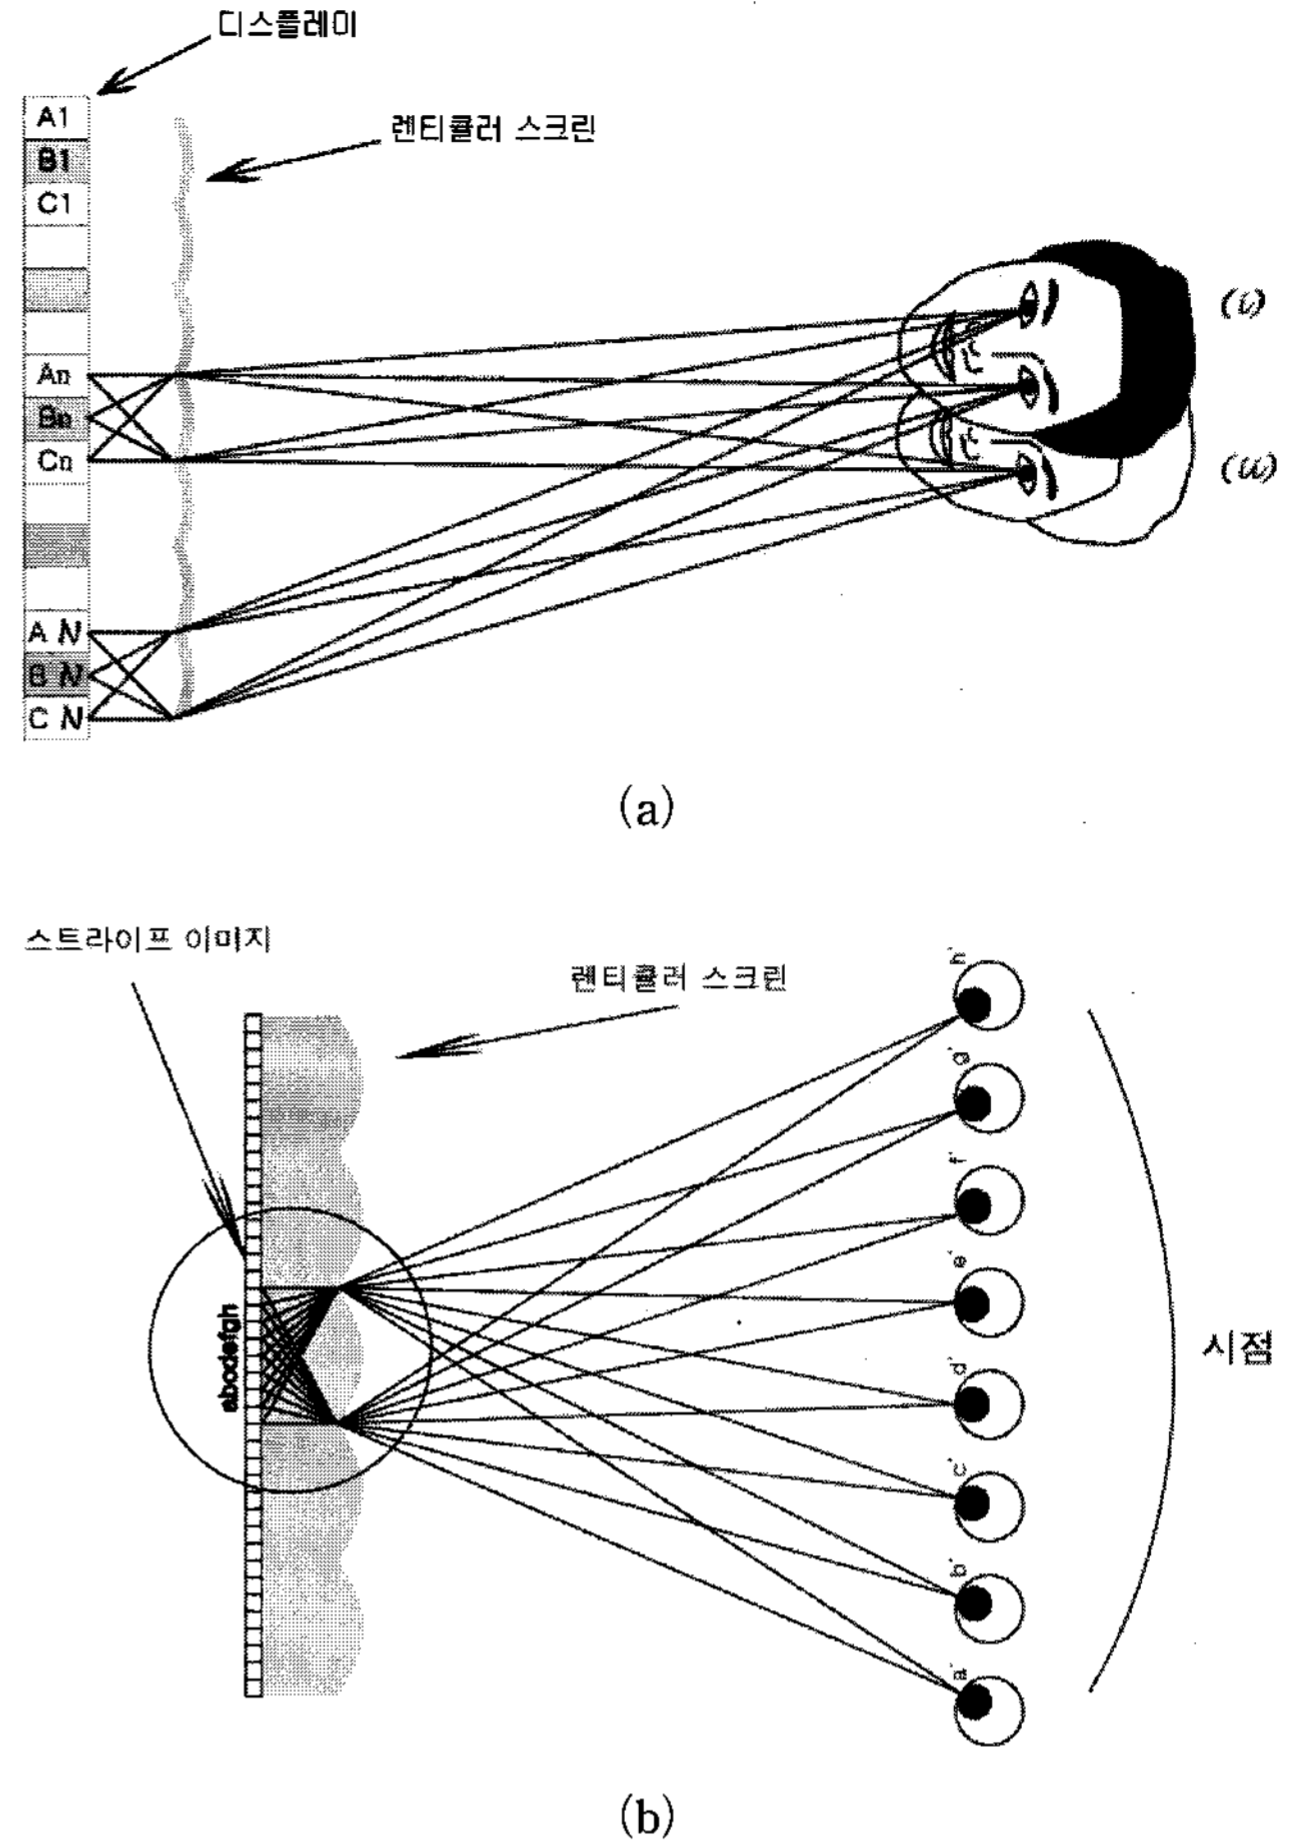 디스플레이
렌티큘러 스크린
A1
B1
C1
An
Bn
Cn
A N
B N
C N
(i)
(ii)
(a)
스트라이프 이미지
렌티큘러 스크린
abcdefgh
h'
g'
f'
e'
d'
c'
b'
a'
시점
(b)